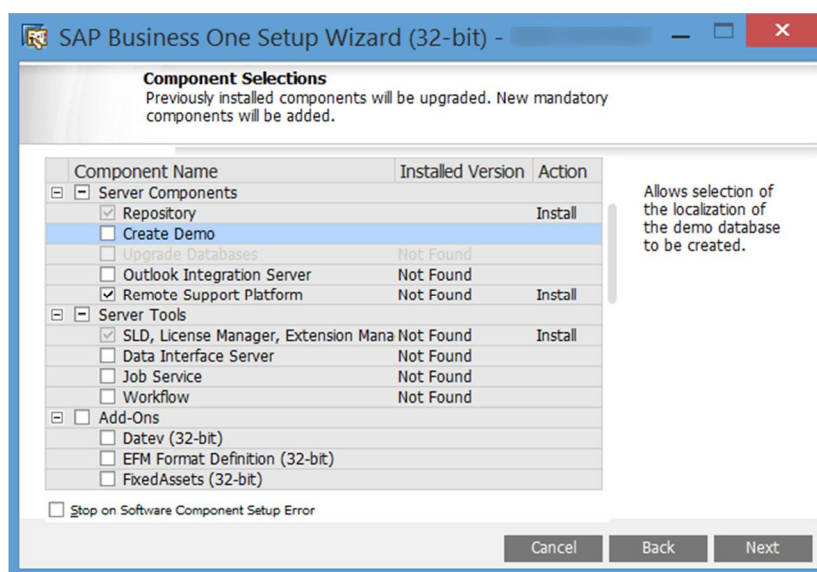 SAP Business One Setup Wizard (32-bit) -
Component Selections
Previously installed components will be upgraded. New mandatory
components will be added.
Component Name Installed Version Action
Server Components
Repository Install
Create Demo
Upgrade Databases Not Found
Outlook Integration Server Not Found
Remote Support Platform Not Found Install
Server Tools
SLD, License Manager, Extension Mana Not Found Install
Data Interface Server Not Found
Job Service Not Found
Workflow Not Found
Add-Ons
Datev (32-bit)
EFM Format Definition (32-bit)
FixedAssets (32-bit)
Allows selection of
the localization of
the demo database
to be created.
Stop on Software Component Setup Error
Cancel Back Next